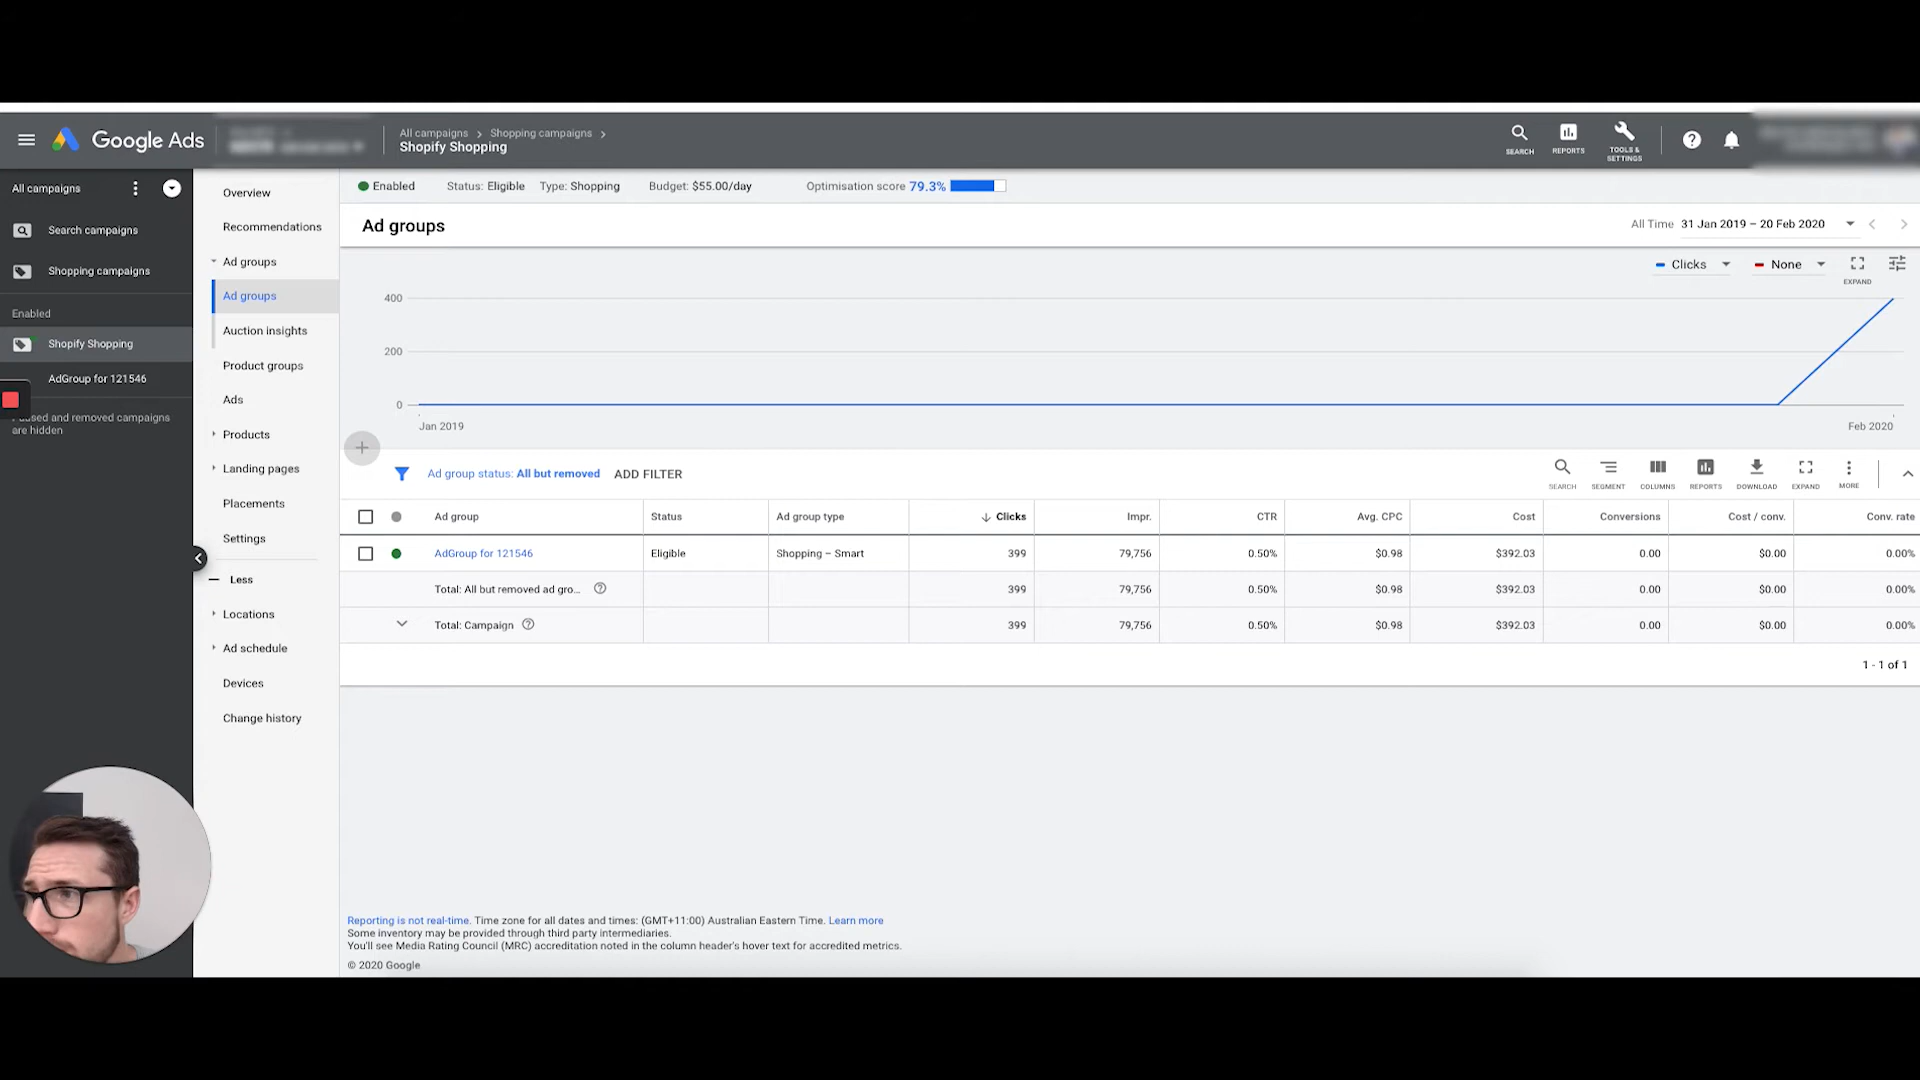 Google Ads
All campaigns > Shopping campaigns >
Shopify Shopping
SEARCH
REPORTS
TOOLS & SETTINGS
All campaigns
Search campaigns
Shopping campaigns
Enabled
Shopify Shopping
AdGroup for 121546
and removed campaigns
are hidden
Overview
Recommendations
Ad groups
Ad groups
Auction insights
Product groups
Ads
Products
Landing pages
Placements
Settings
Less
Locations
Ad schedule
Devices
Change history
Enabled Status: Eligible Type: Shopping Budget: $55.00/day Optimisation score 79.3%
Ad groups
All Time 31 Jan 2019 – 20 Feb 2020
Clicks None EXPAND
400
200
0
Jan 2019 Feb 2020
Ad group status: All but removed ADD FILTER
SEARCH SEGMENT COLUMNS REPORTS DOWNLOAD EXPAND MORE
Ad group Status Ad group type Clicks Impr. CTR Avg. CPC Cost Conversions Cost / conv. Conv. rate
AdGroup for 121546 Eligible Shopping – Smart 399 79,756 0.50% $0.98 $392.03 0.00 $0.00 0.00%
Total: All but removed ad gro... 399 79,756 0.50% $0.98 $392.03 0.00 $0.00 0.00%
Total: Campaign 399 79,756 0.50% $0.98 $392.03 0.00 $0.00 0.00%
1 - 1 of 1
Reporting is not real-time. Time zone for all dates and times: (GMT+11:00) Australian Eastern Time. Learn more
Some inventory may be provided through third party intermediaries.
You'll see Media Rating Council (MRC) accreditation noted in the column header's hover text for accredited metrics.
© 2020 Google